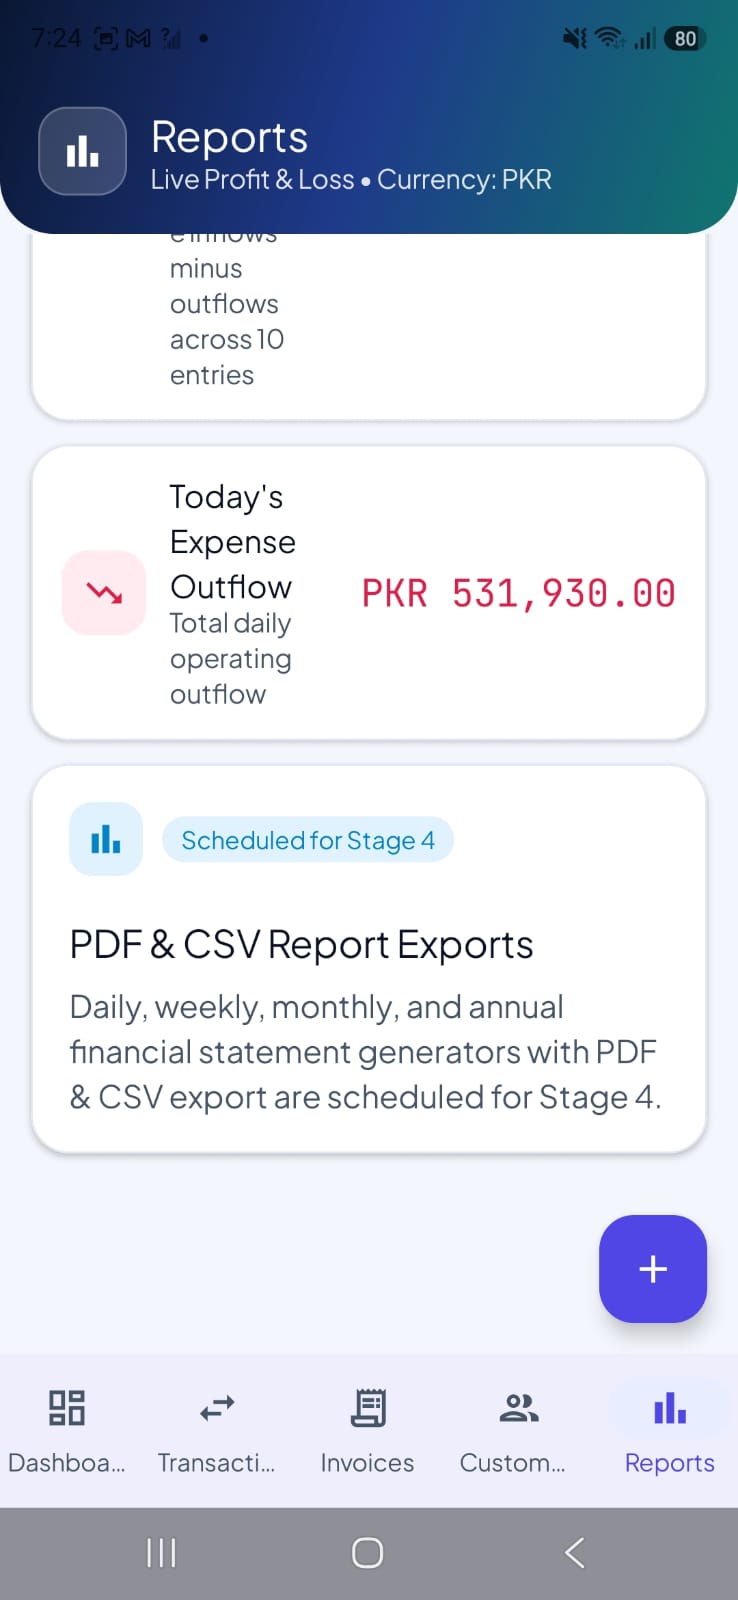 7:24
80
Reports
Live Profit & Loss • Currency: PKR
minus
outflows
across 10
entries
Today's
Expense
Outflow
Total daily
operating
outflow
PKR 531,930.00
Scheduled for Stage 4
PDF & CSV Report Exports
Daily, weekly, monthly, and annual
financial statement generators with PDF
& CSV export are scheduled for Stage 4.
Dashboa...
Transacti...
Invoices
Custom...
Reports